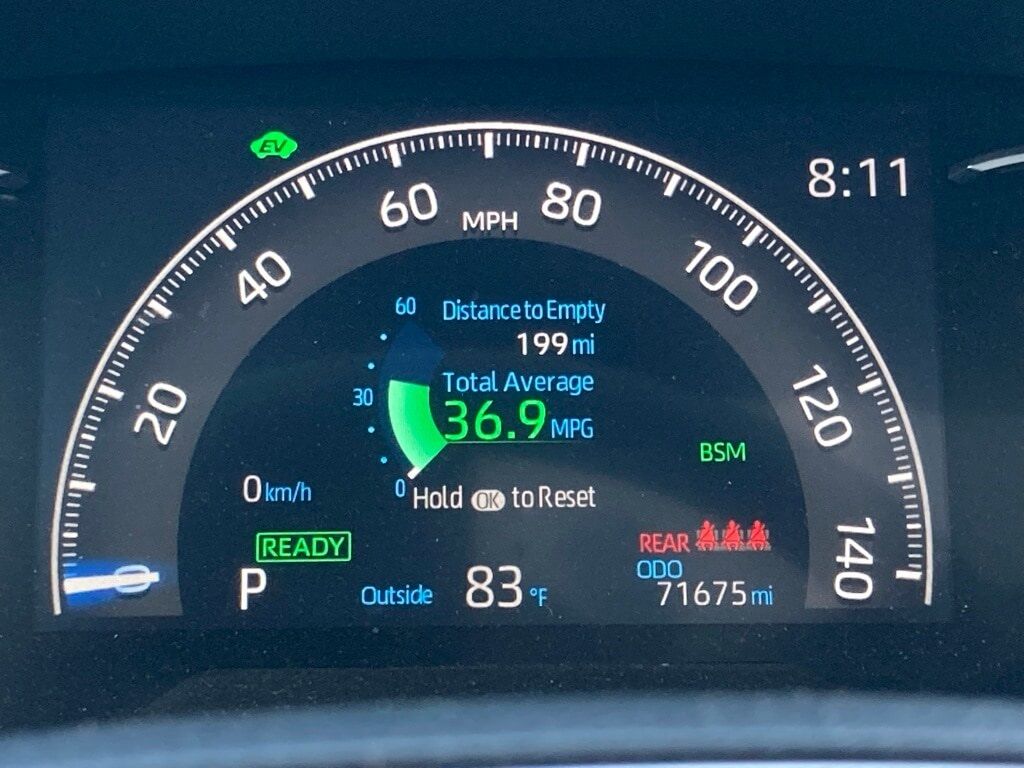 EV
8:11
60
MPH
80
40
100
20
120
0
140
60
Distance to Empty
199 mi
30
Total Average
36.9 MPG
0
Hold OK to Reset
BSM
0 km/h
READY
REAR
P
Outside 83 °F
ODO
71675 mi